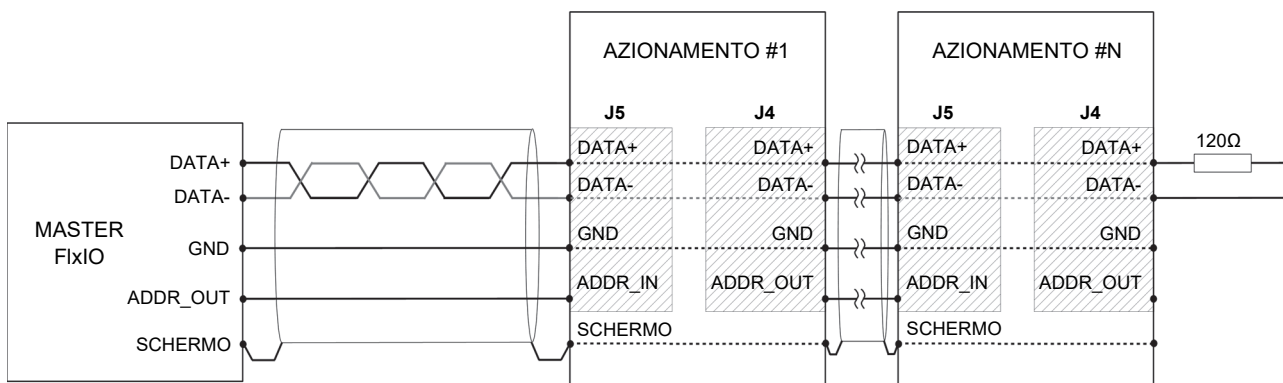 MASTER
FlxIO
DATA+
DATA-
GND
ADDR_OUT
SCHERMO
AZIONAMENTO #1
J5
J4
DATA+
DATA+
DATA-
DATA-
GND
GND
ADDR_IN
ADDR_OUT
SCHERMO
AZIONAMENTO #N
J5
J4
DATA+
DATA+
DATA-
DATA-
GND
GND
ADDR_IN
ADDR_OUT
SCHERMO
120Ω